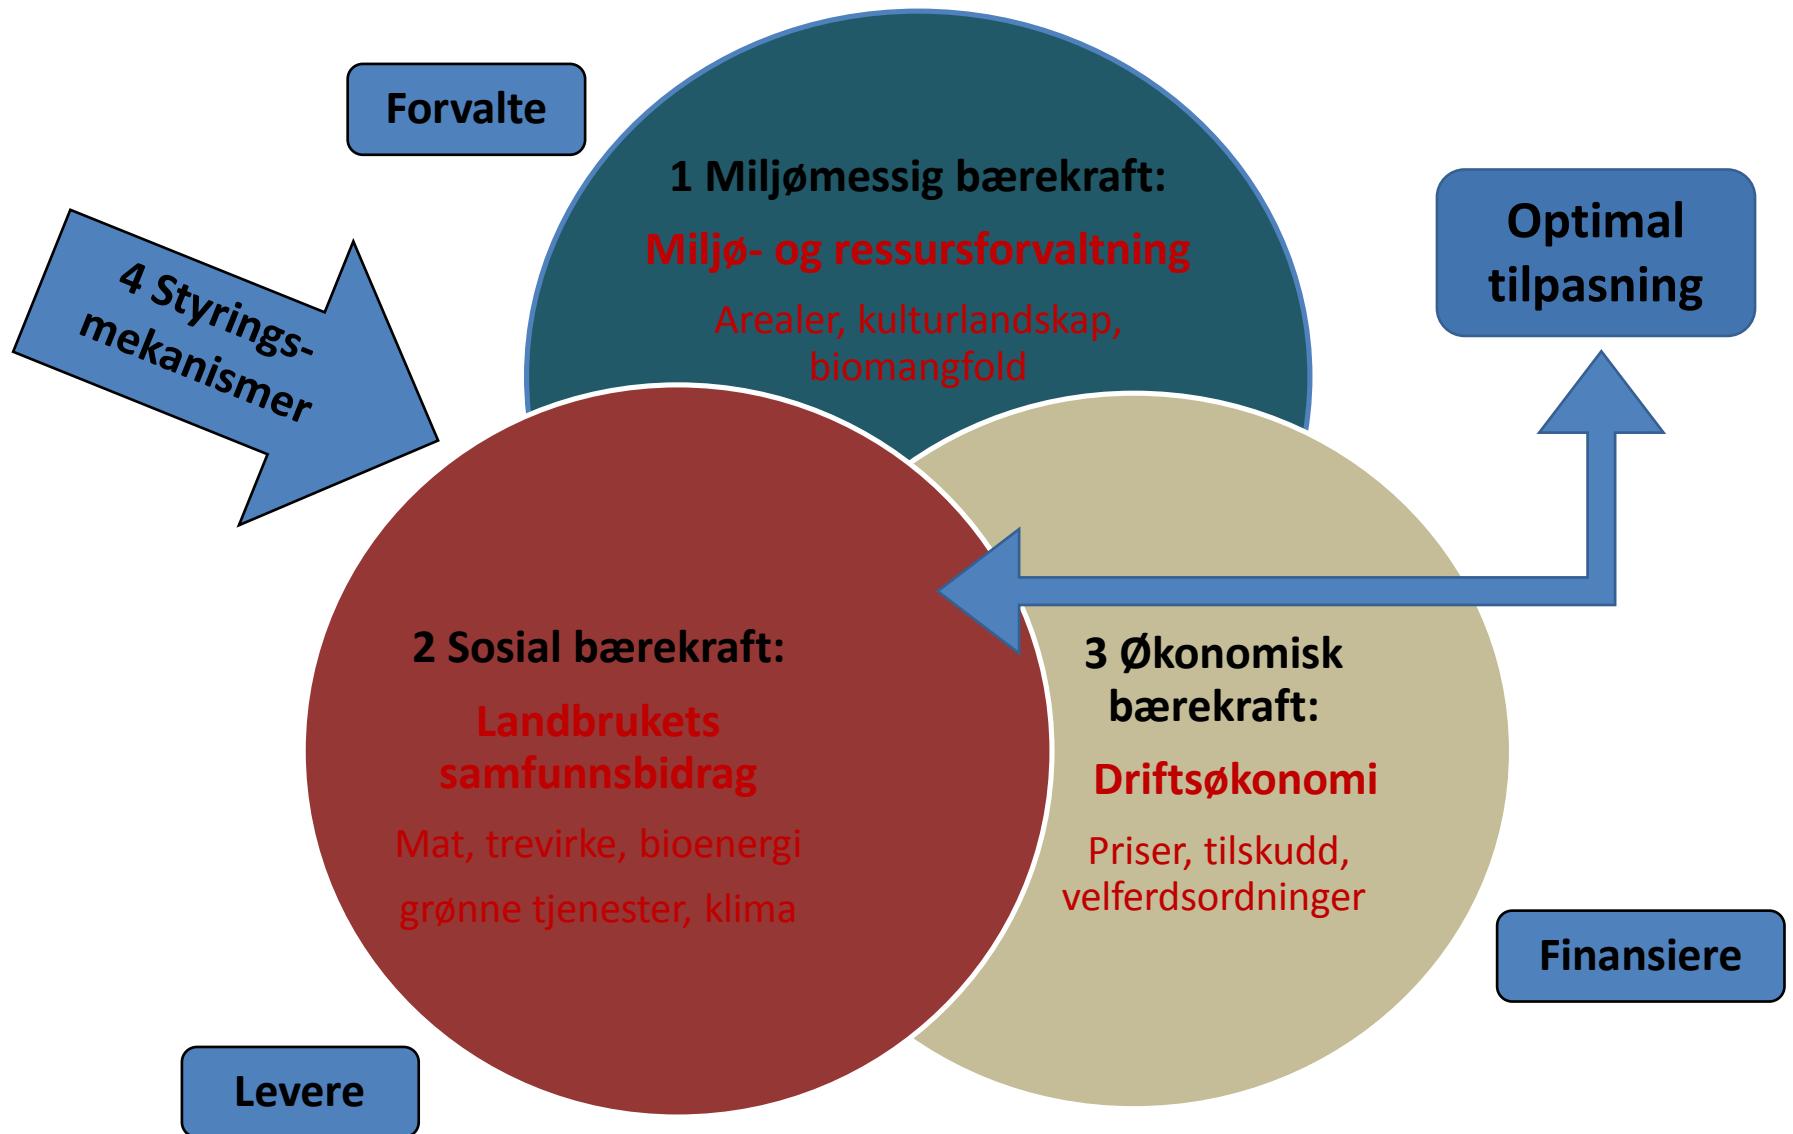 Forvalte
1 Miljømessig bærekraft:
Miljø- og ressursforvaltning
Arealer, kulturlandskap,
biomangfold
Optimal
tilpasning
4 Styrings-
mekanismer
2 Sosial bærekraft:
Landbrukets
samfunnsbidrag
Mat, trevirke, bioenergi
grønne tjenester, klima
3 Økonomisk
bærekraft:
Driftsøkonomi
Priser, tilskudd,
velferdsordninger
Finansiere
Levere